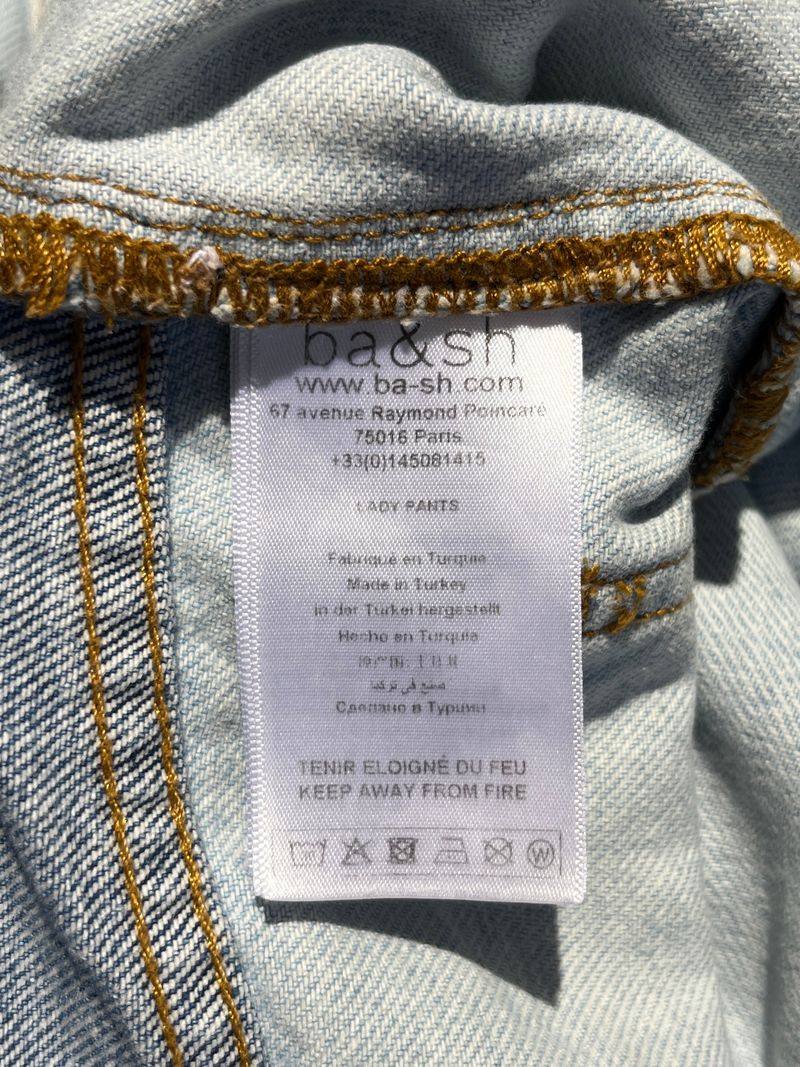 ba&sh
www.ba-sh.com
67 avenue Raymond Poincaré
75016 Paris
+33(0)145081415
LADY PANTS
Fabriqué en Turquie
Made in Turkey
in der Turkei hergestellt
Hecho en Turquia
صنع في تركيا
Сделано в Турции
TENIR ELOIGNÉ DU FEU
KEEP AWAY FROM FIRE
W